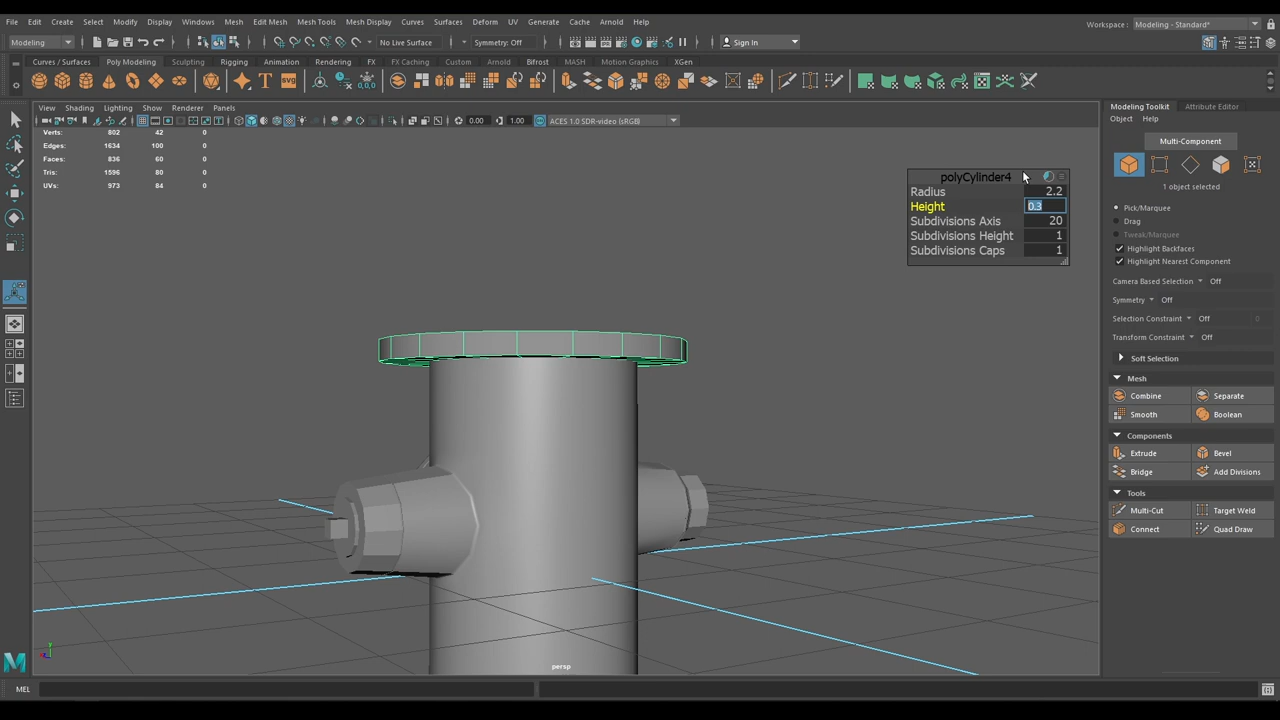 File Edit Create Select Modify Display Windows Mesh Edit Mesh Mesh Tools Mesh Display Curves Surfaces Deform UV Generate Cache Arnold Help
Workspace : Modeling - Standard*
Modeling No Live Surface Symmetry: Off Sign In
Curves / Surfaces Poly Modeling Sculpting Rigging Animation Rendering FX FX Caching Custom Arnold Bifrost MASH Motion Graphics XGen
View Shading Lighting Show Renderer Panels
0.00 1.00 ACES 1.0 SDR-video (sRGB)
Verts: 802 42 0
Edges: 1634 100 0
Faces: 836 60 0
Tris: 1596 80 0
UVs: 973 84 0
polyCylinder4
Radius 2.2
Height 0.3
Subdivisions Axis 20
Subdivisions Height 1
Subdivisions Caps 1
persp
Modeling Toolkit Attribute Editor
Object Help
Multi-Component
1 object selected
Pick/Marquee
Drag
Tweak/Marquee
Highlight Backfaces
Highlight Nearest Component
Camera Based Selection Off
Symmetry Off
Selection Constraint Off
Transform Constraint Off
Soft Selection
Mesh
Combine Separate
Smooth Boolean
Components
Extrude Bevel
Bridge Add Divisions
Tools
Multi-Cut Target Weld
Connect Quad Draw
MEL